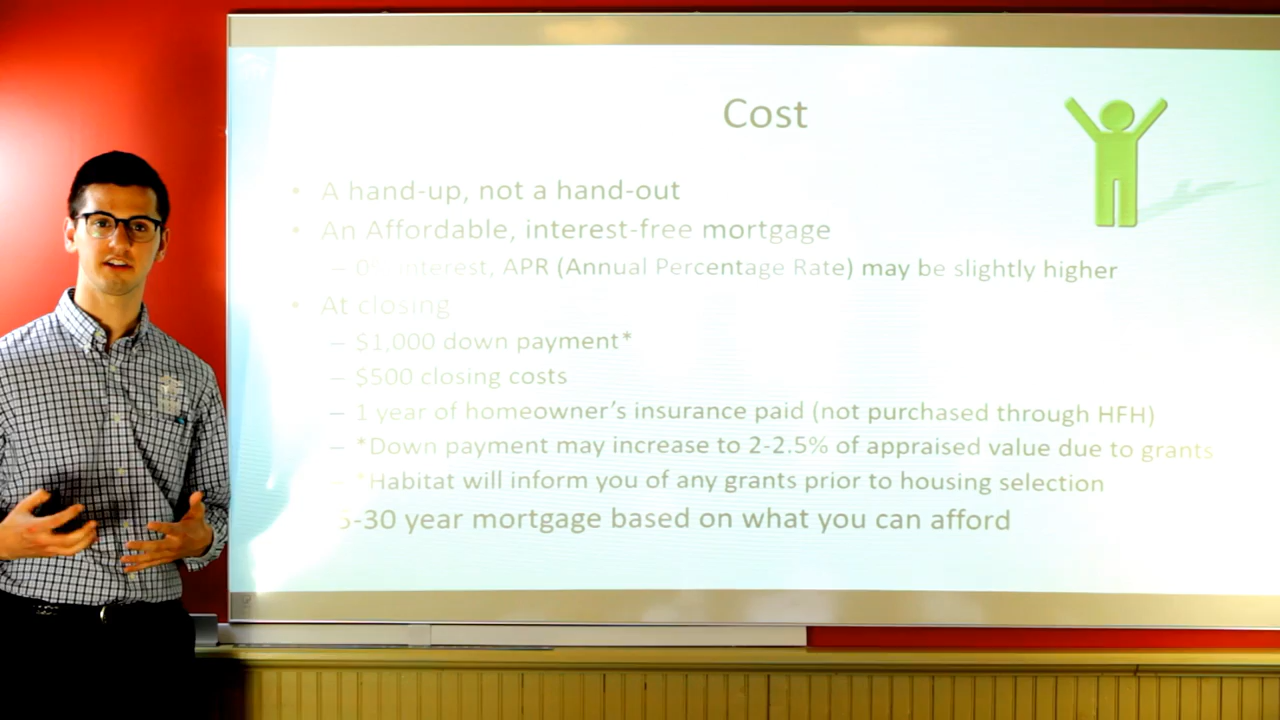 Cost
• A hand-up, not a hand-out
• An Affordable, interest-free mortgage
– 0% interest, APR (Annual Percentage Rate) may be slightly higher
• At closing
– $1,000 down payment*
– $500 closing costs
– 1 year of homeowner's insurance paid (not purchased through HFH)
– *Down payment may increase to 2-2.5% of appraised value due to grants
– *Habitat will inform you of any grants prior to housing selection
-30 year mortgage based on what you can afford